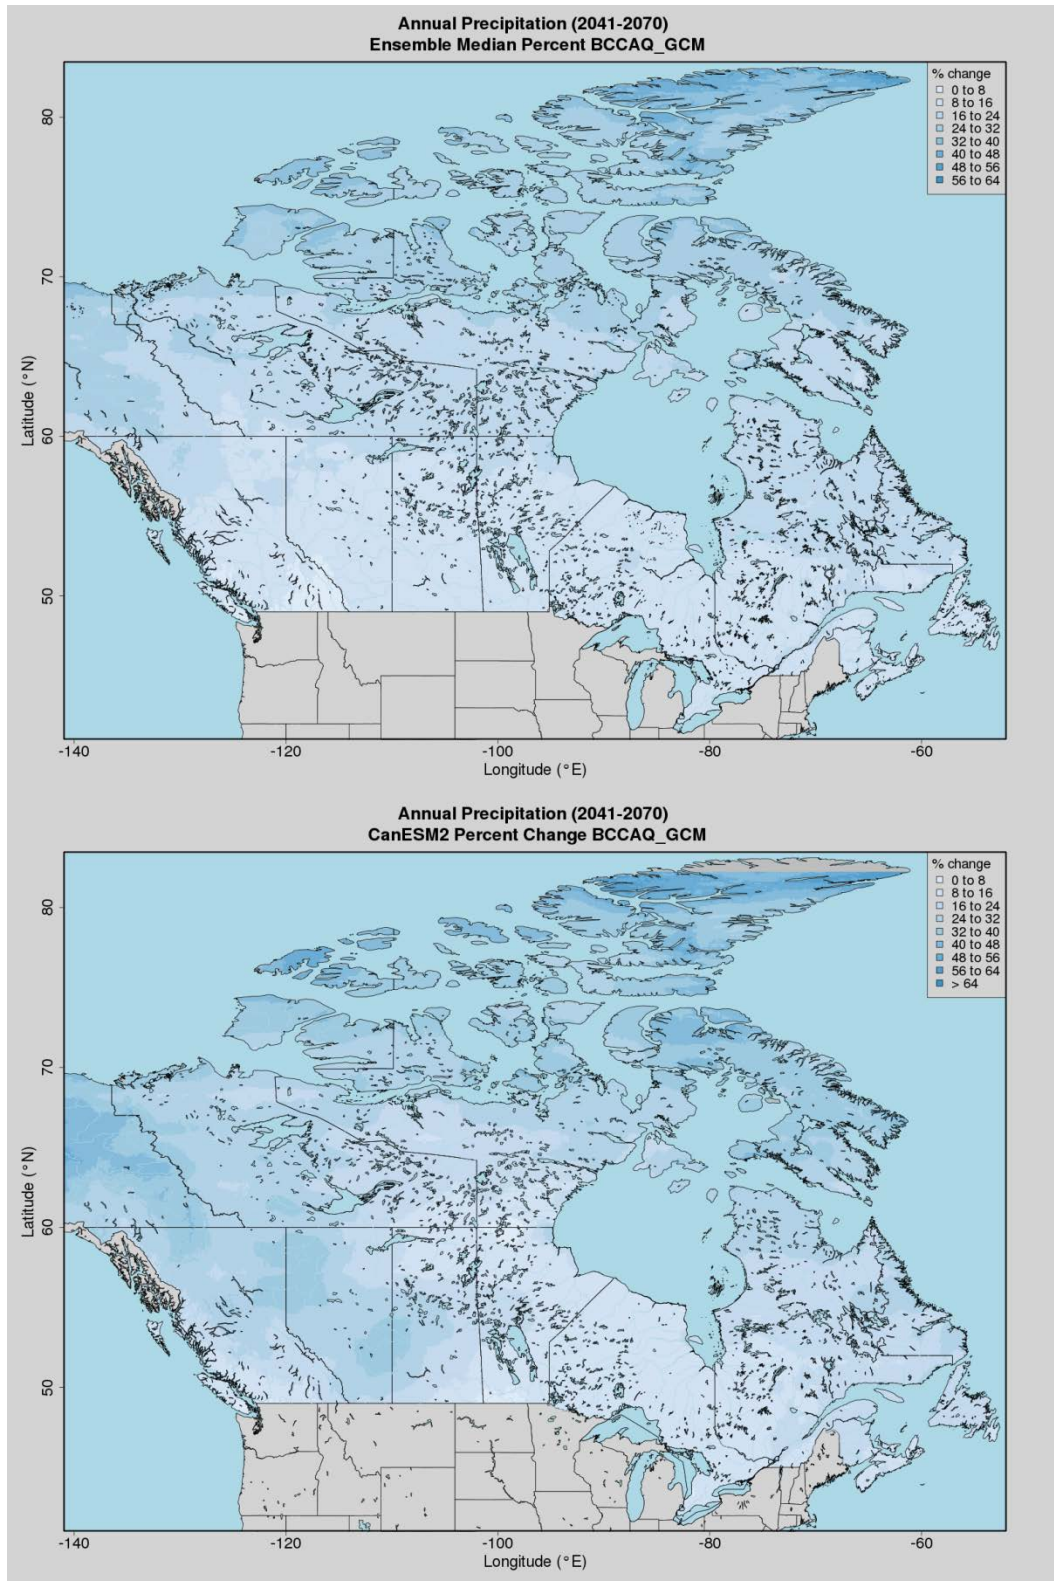 Annual Precipitation (2041-2070)
Ensemble Median Percent BCCAQ_GCM
% change
0 to 8
8 to 16
16 to 24
24 to 32
32 to 40
40 to 48
48 to 56
56 to 64
80
70
60
50
Latitude (°N)
-140
-120
-100
-80
-60
Longitude (°E)
Annual Precipitation (2041-2070)
CanESM2 Percent Change BCCAQ_GCM
% change
0 to 8
8 to 16
16 to 24
24 to 32
32 to 40
40 to 48
48 to 56
56 to 64
> 64
80
70
60
50
Latitude (°N)
-140
-120
-100
-80
-60
Longitude (°E)